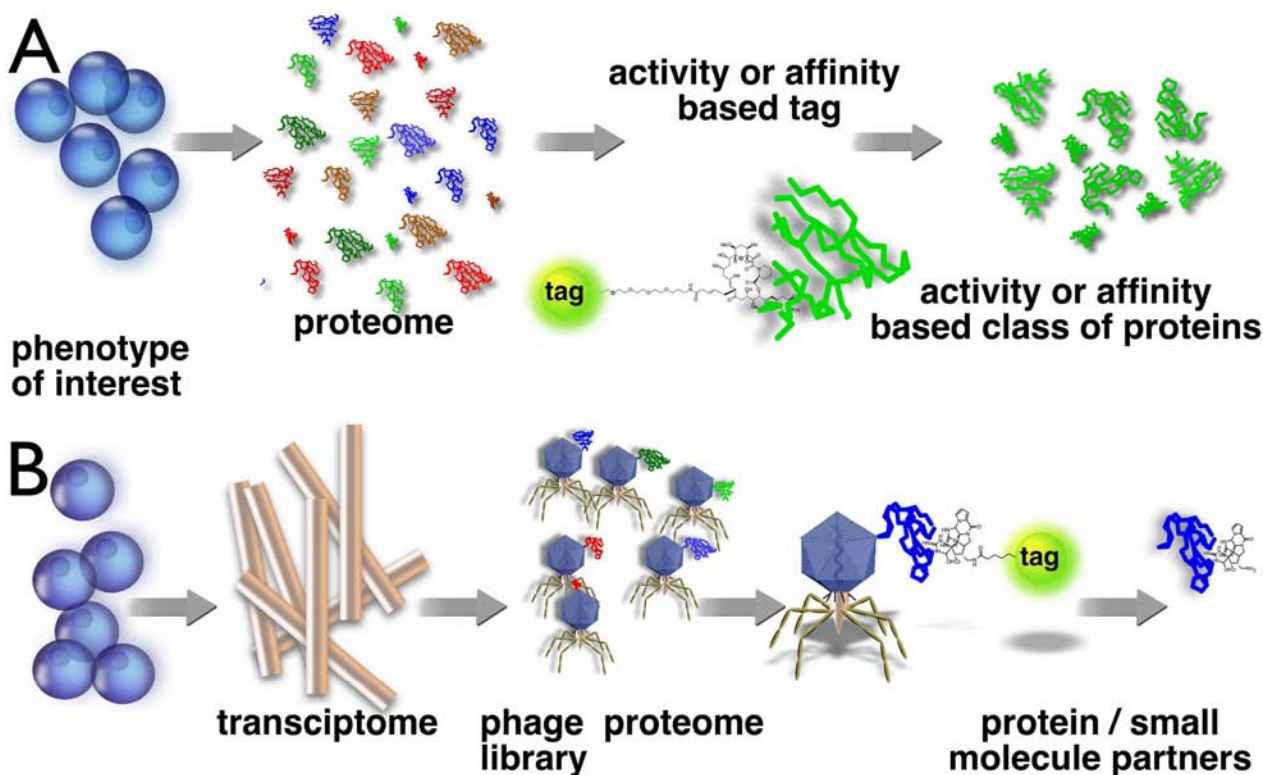 A
activity or affinity
based tag
tag
proteome
activity or affinity
based class of proteins
phenotype
of interest
B
tag
transciptome
phage proteome
library
protein / small
molecule partners